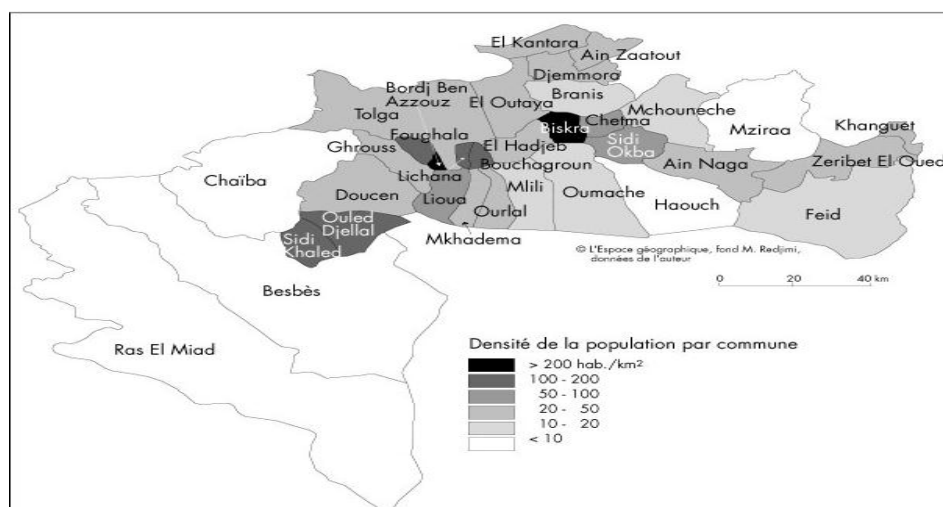 El Kantara
Ain Zaatout
Djemmora
Bordj Ben
Azzouz
El Outaya
Branis
Mchouneche
Tolga
Foughala
Biskra
Chetma
Mziraa
Khanguet
Ghrouss
El Hadjeb
Sidi
Okba
Bouchagroun
Ain Naga
Zeribet El Oued
Chaïba
Lichana
Doucen
Lioua
Mlili
Oumache
Haouch
Feid
Ourlal
Ouled
Djellal
Sidi
Khaled
Mkhadema
© L'Espace géographique, fond M. Redjimi,
données de l'auteur
0 20 40 km
Besbès
Ras El Miad
Densité de la population par commune
> 200 hab./km²
100 - 200
50 - 100
20 - 50
10 - 20
< 10